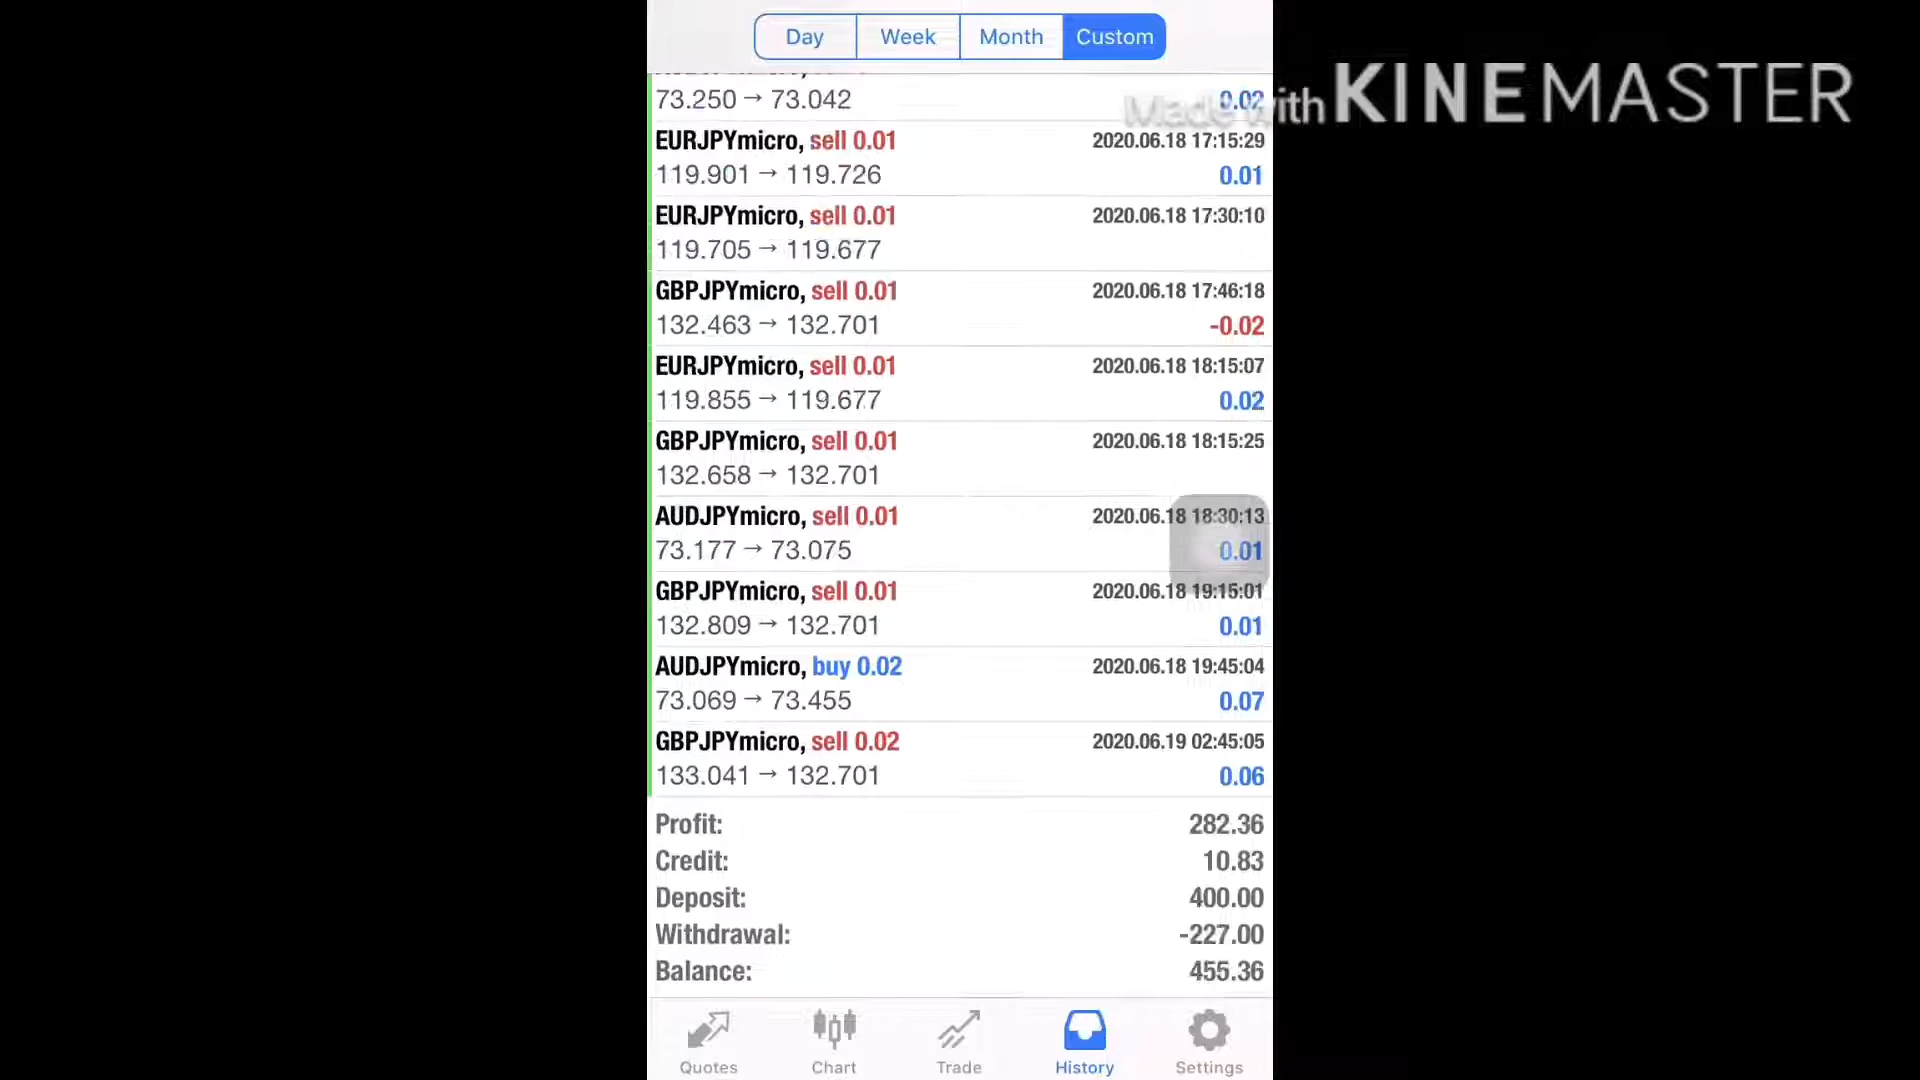 Day Week Month Custom
73.250 → 73.042 0.02
Made with KINEMASTER
EURJPYmicro, sell 0.01 2020.06.18 17:15:29
119.901 → 119.726 0.01
EURJPYmicro, sell 0.01 2020.06.18 17:30:10
119.705 → 119.677
GBPJPYmicro, sell 0.01 2020.06.18 17:46:18
132.463 → 132.701 -0.02
EURJPYmicro, sell 0.01 2020.06.18 18:15:07
119.855 → 119.677 0.02
GBPJPYmicro, sell 0.01 2020.06.18 18:15:25
132.658 → 132.701
AUDJPYmicro, sell 0.01 2020.06.18 18:30:13
73.177 → 73.075 0.01
GBPJPYmicro, sell 0.01 2020.06.18 19:15:01
132.809 → 132.701 0.01
AUDJPYmicro, buy 0.02 2020.06.18 19:45:04
73.069 → 73.455 0.07
GBPJPYmicro, sell 0.02 2020.06.19 02:45:05
133.041 → 132.701 0.06
Profit: 282.36
Credit: 10.83
Deposit: 400.00
Withdrawal: -227.00
Balance: 455.36
Quotes Chart Trade History Settings